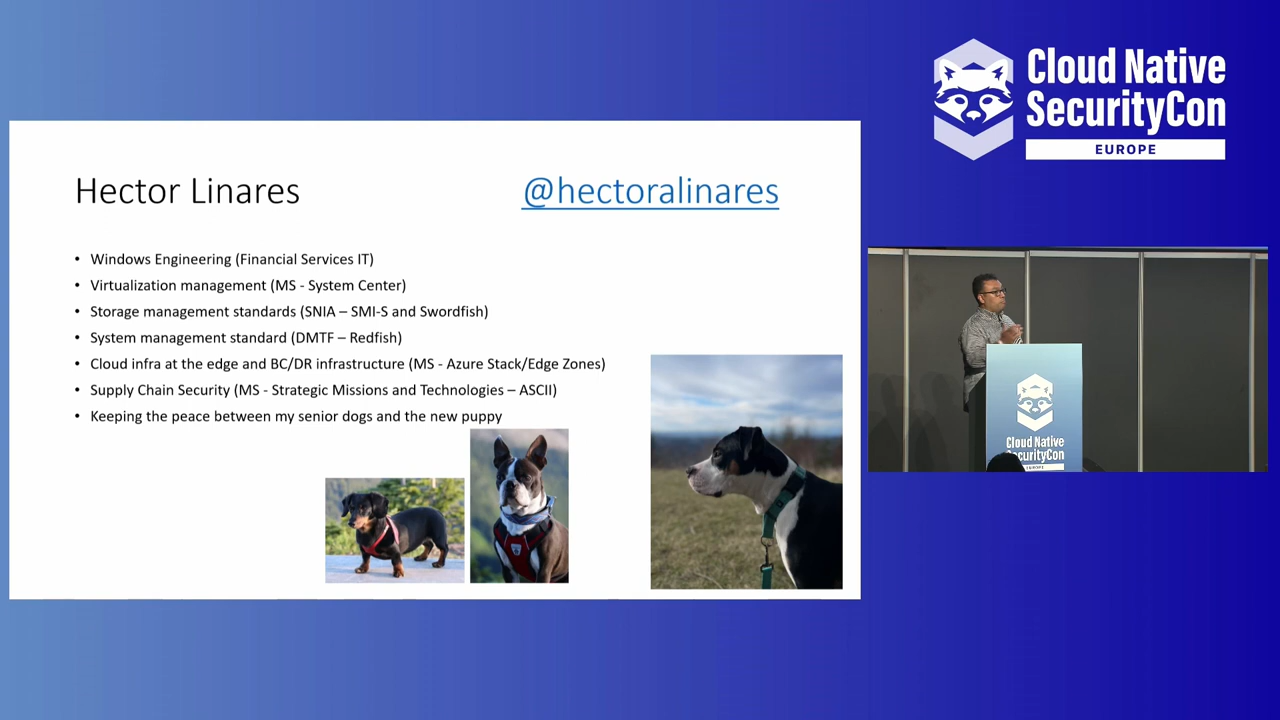 Cloud Native
SecurityCon
EUROPE
Hector Linares
@hectoralinares
• Windows Engineering (Financial Services IT)
• Virtualization management (MS - System Center)
• Storage management standards (SNIA – SMI-S and Swordfish)
• System management standard (DMTF – Redfish)
• Cloud infra at the edge and BC/DR infrastructure (MS - Azure Stack/Edge Zones)
• Supply Chain Security (MS - Strategic Missions and Technologies – ASCII)
• Keeping the peace between my senior dogs and the new puppy
Cloud Native
SecurityCon